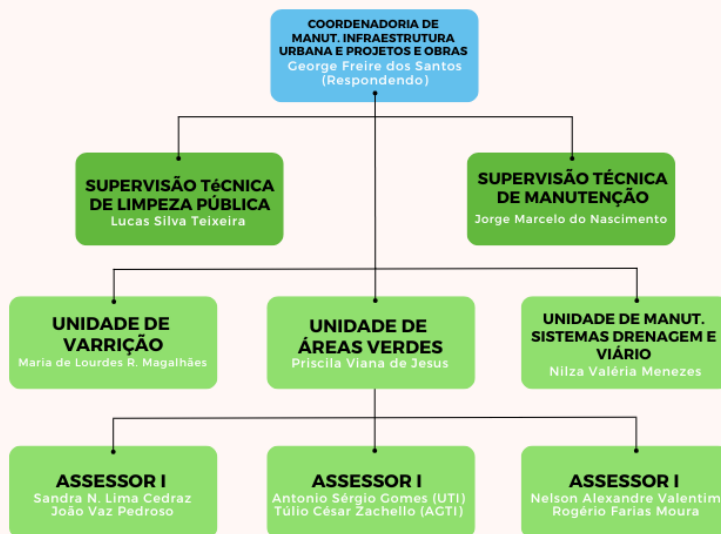 COORDENADORIA DE
MANUT. INFRAESTRUTURA
URBANA E PROJETOS E OBRAS
George Freire dos Santos
(Respondendo)
SUPERVISÃO TéCNICA
DE LIMPEZA PÚBLICA
Lucas Silva Teixeira
SUPERVISÃO TÉCNICA
DE MANUTENÇÃO
Jorge Marcelo do Nascimento
UNIDADE DE
VARRIÇÃO
Maria de Lourdes R. Magalhães
UNIDADE DE
ÁREAS VERDES
Priscila Viana de Jesus
UNIDADE DE MANUT.
SISTEMAS DRENAGEM E
VIÁRIO
Nilza Valéria Menezes
ASSESSOR I
Sandra N. Lima Cedraz
João Vaz Pedroso
ASSESSOR I
Antonio Sérgio Gomes (UTI)
Túlio César Zachello (AGTI)
ASSESSOR I
Nelson Alexandre Valentim
Rogério Farias Moura